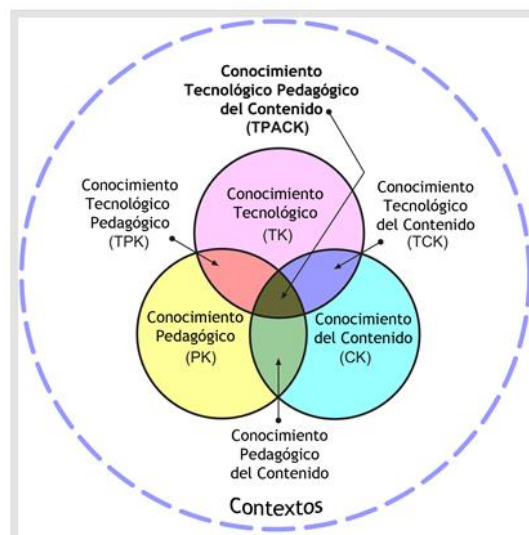 Conocimiento
Tecnológico Pedagógico
del Contenido
(TPACK)
Conocimiento
Tecnológico
Pedagógico
(TPK)
Conocimiento
Tecnológico
(TK)
Conocimiento
Tecnológico
del Contenido
(TCK)
Conocimiento
Pedagógico
(PK)
Conocimiento
del Contenido
(CK)
Conocimiento
Pedagógico
del Contenido
Contextos